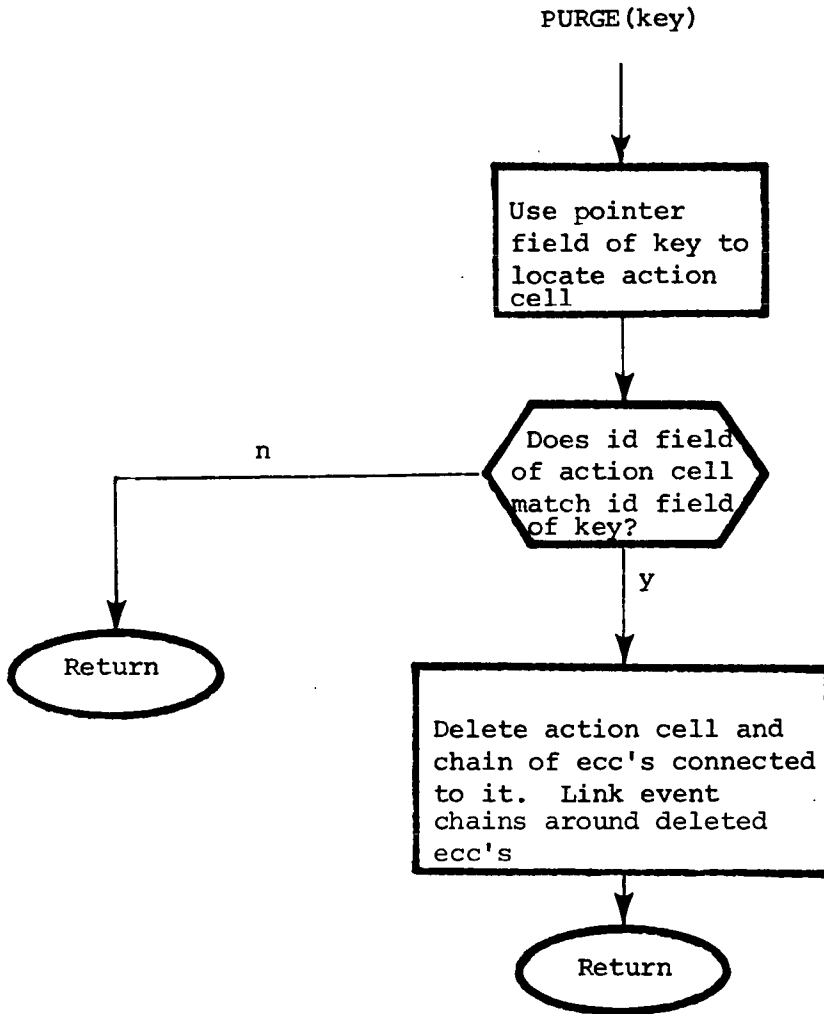 PURGE(key)
Use pointer
field of key to
locate action
cell
Does id field
of action cell
match id field
of key?
n
y
Return
Delete action cell and
chain of ecc's connected
to it. Link event
chains around deleted
ecc's
Return